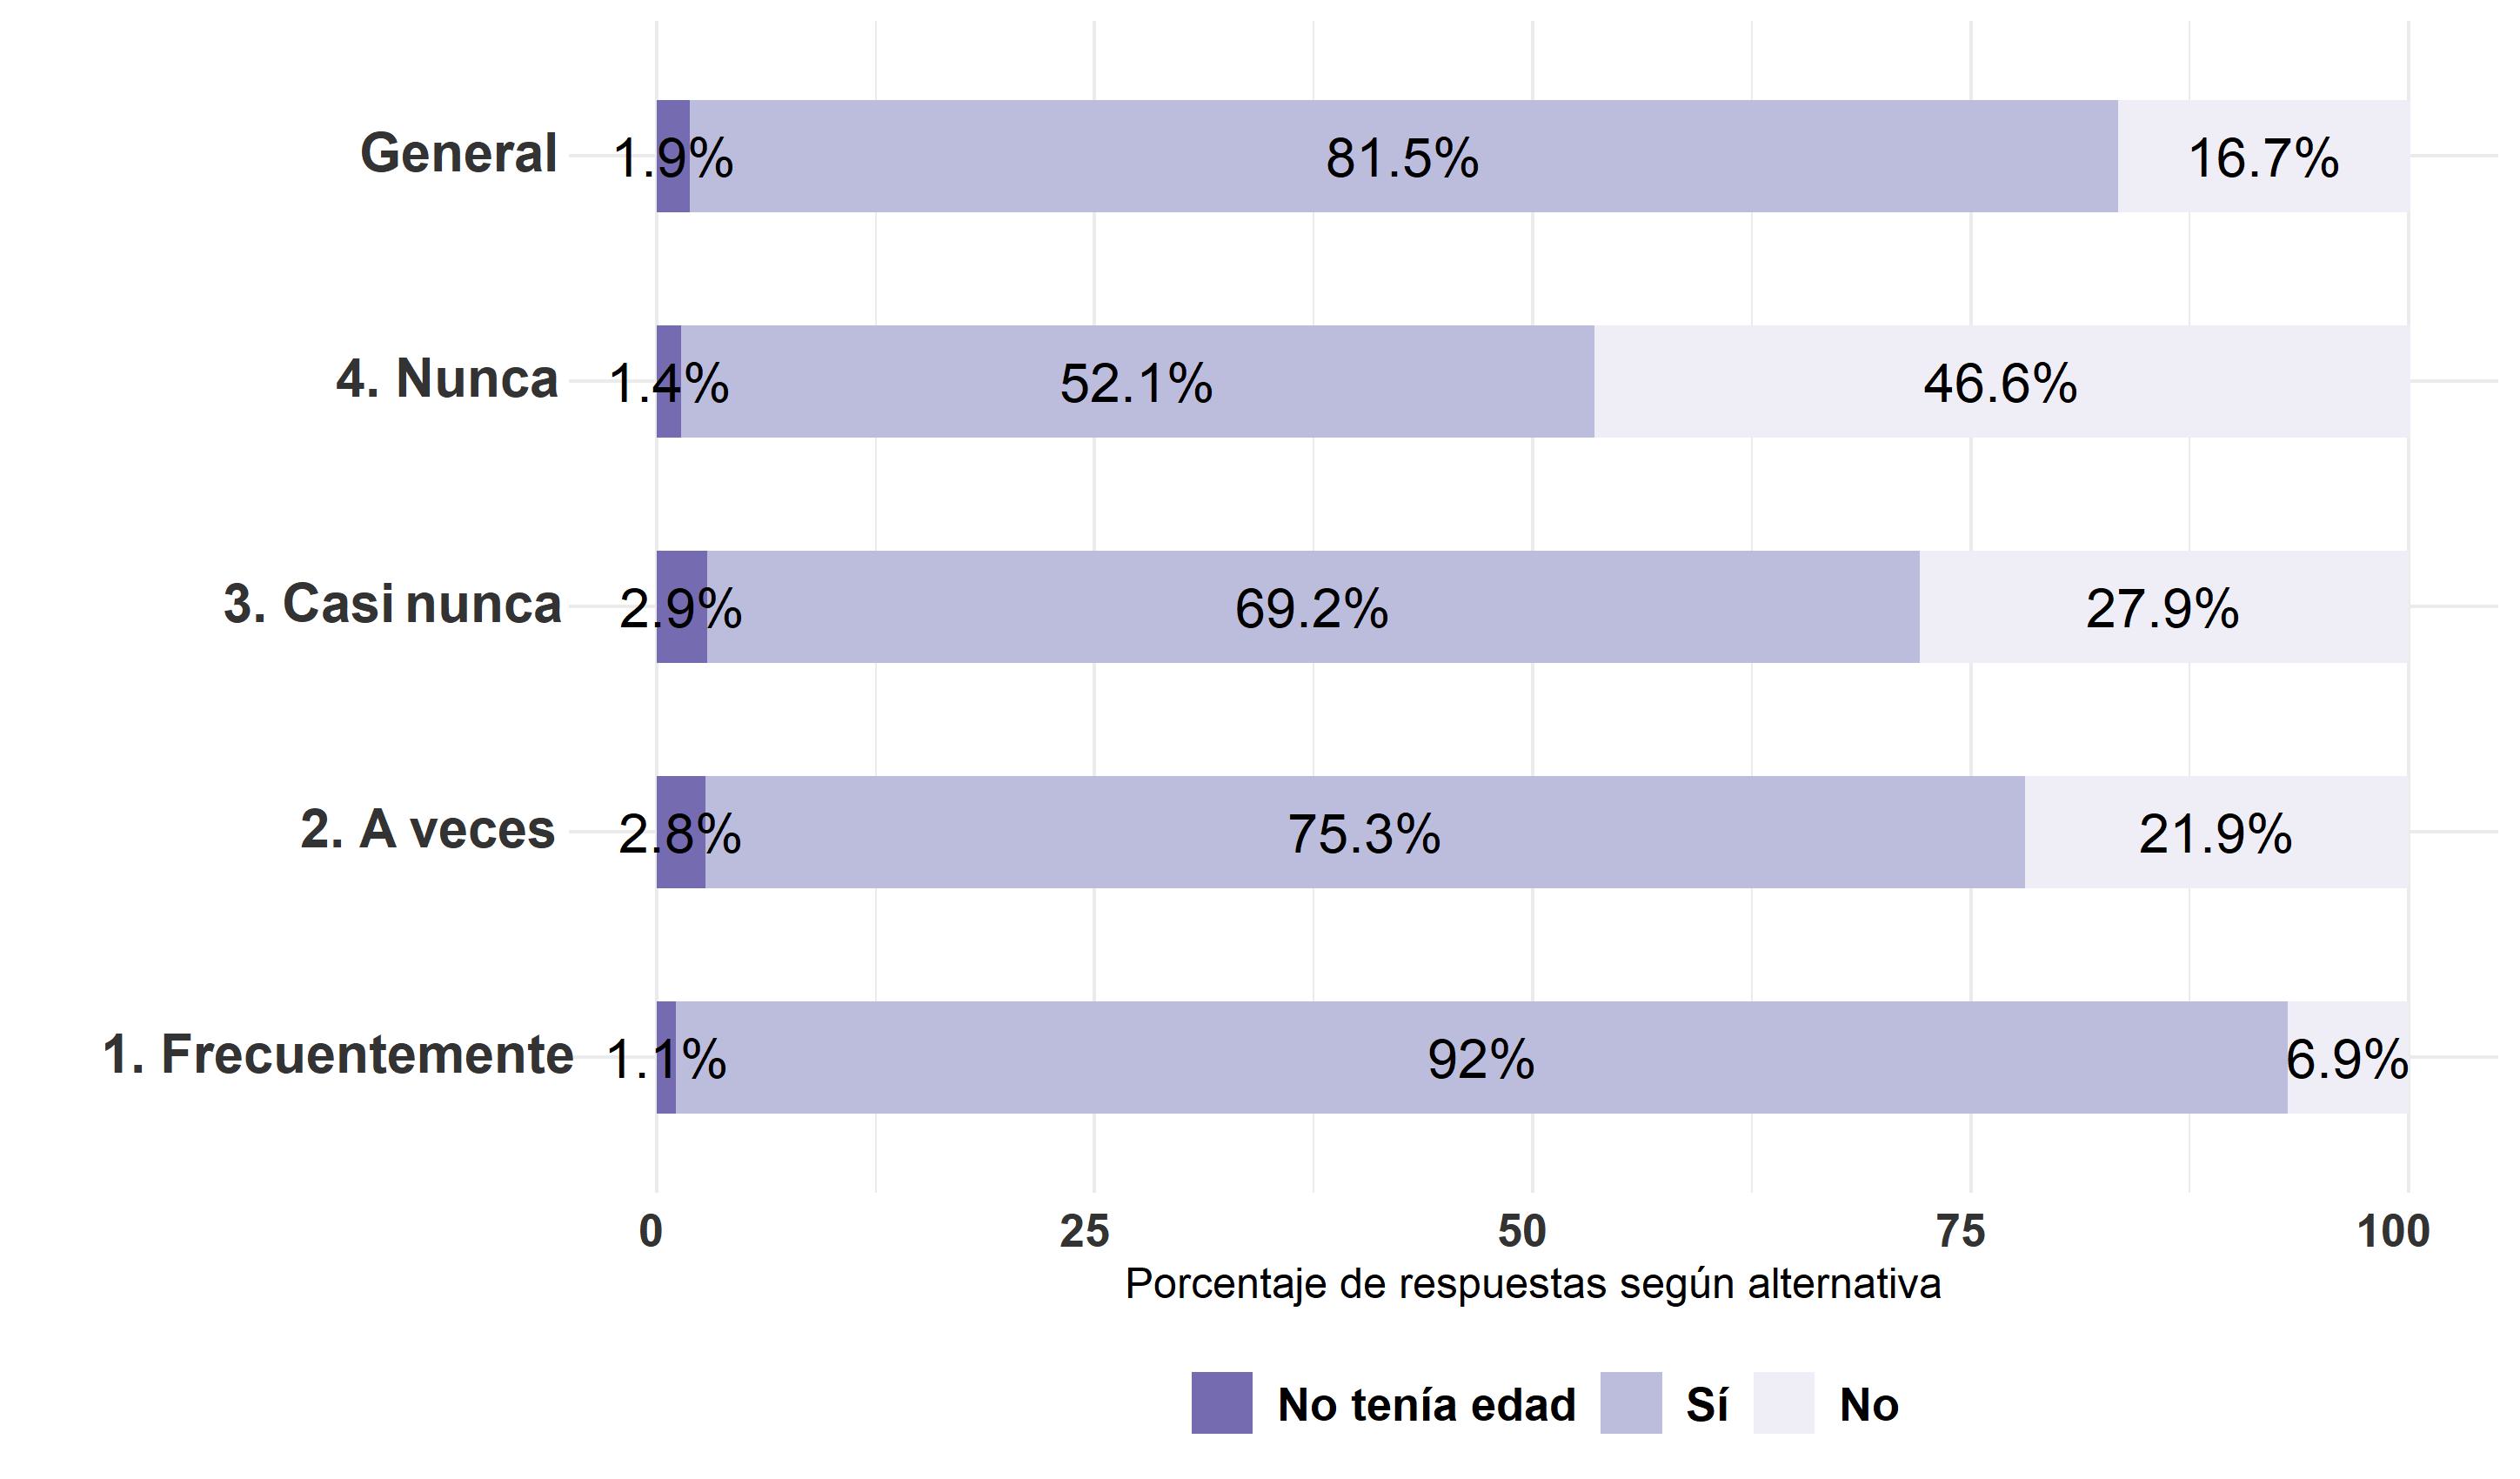 General 1.9% 81.5% 16.7%
4. Nunca 1.4% 52.1% 46.6%
3. Casi nunca 2.9% 69.2% 27.9%
2. A veces 2.8% 75.3% 21.9%
1. Frecuentemente 1.1% 92% 6.9%
0 25 50 75 100
Porcentaje de respuestas según alternativa
No tenía edad Sí No